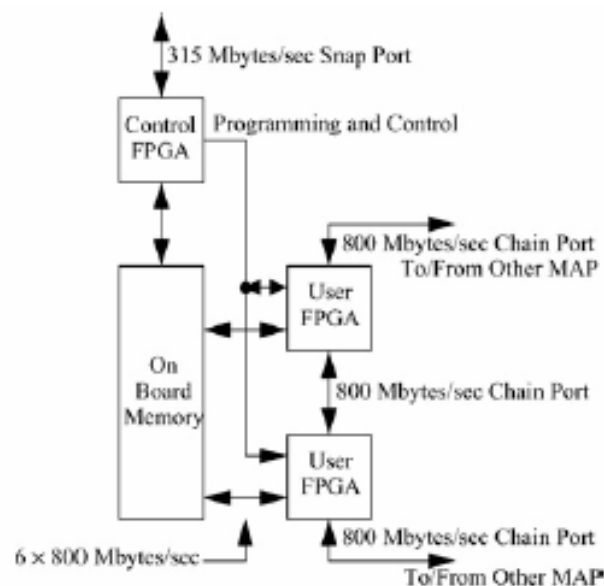 315 Mbytes/sec Snap Port
Control
FPGA
Programming and Control
800 Mbytes/sec Chain Port
To/From Other MAP
User
FPGA
On
Board
Memory
800 Mbytes/sec Chain Port
User
FPGA
800 Mbytes/sec Chain Port
6 × 800 Mbytes/sec
To/From Other MAP